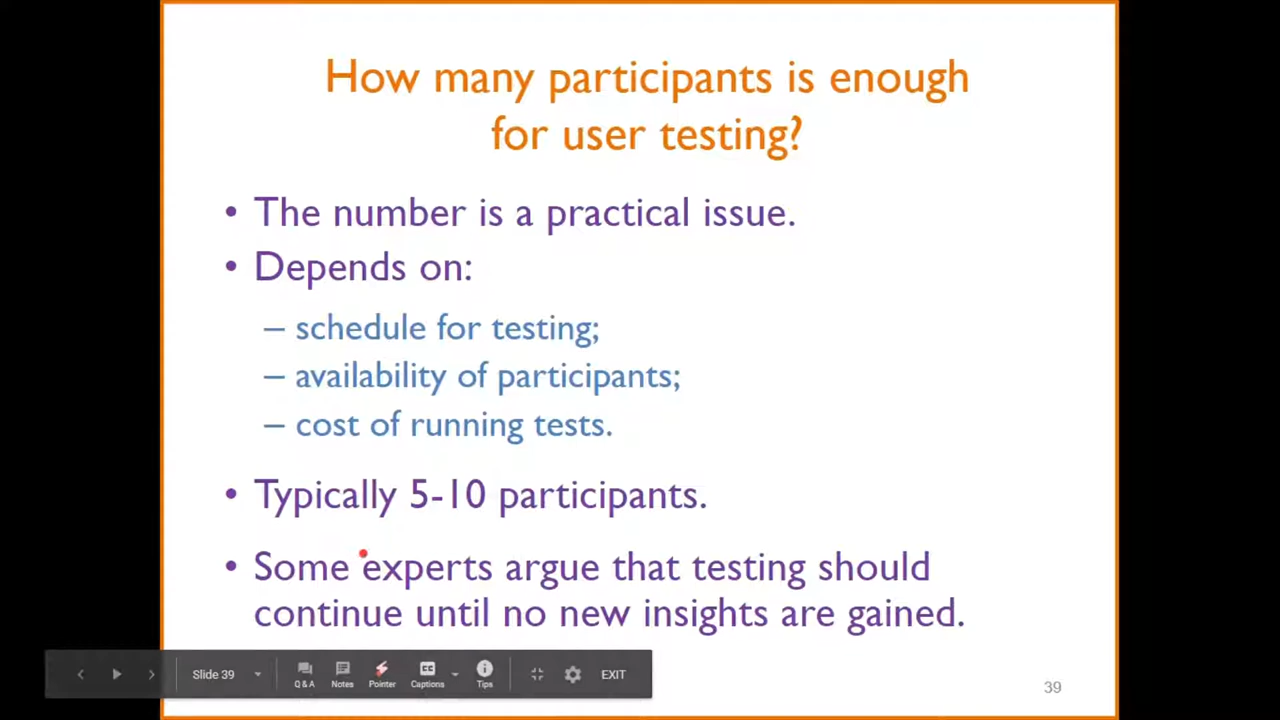 How many participants is enough
for user testing?
• The number is a practical issue.
• Depends on:
– schedule for testing;
– availability of participants;
– cost of running tests.
• Typically 5-10 participants.
• Some experts argue that testing should
continue until no new insights are gained.
Slide 39
Q & A
Notes
Pointer
CC
Captions
Tips
EXIT
39